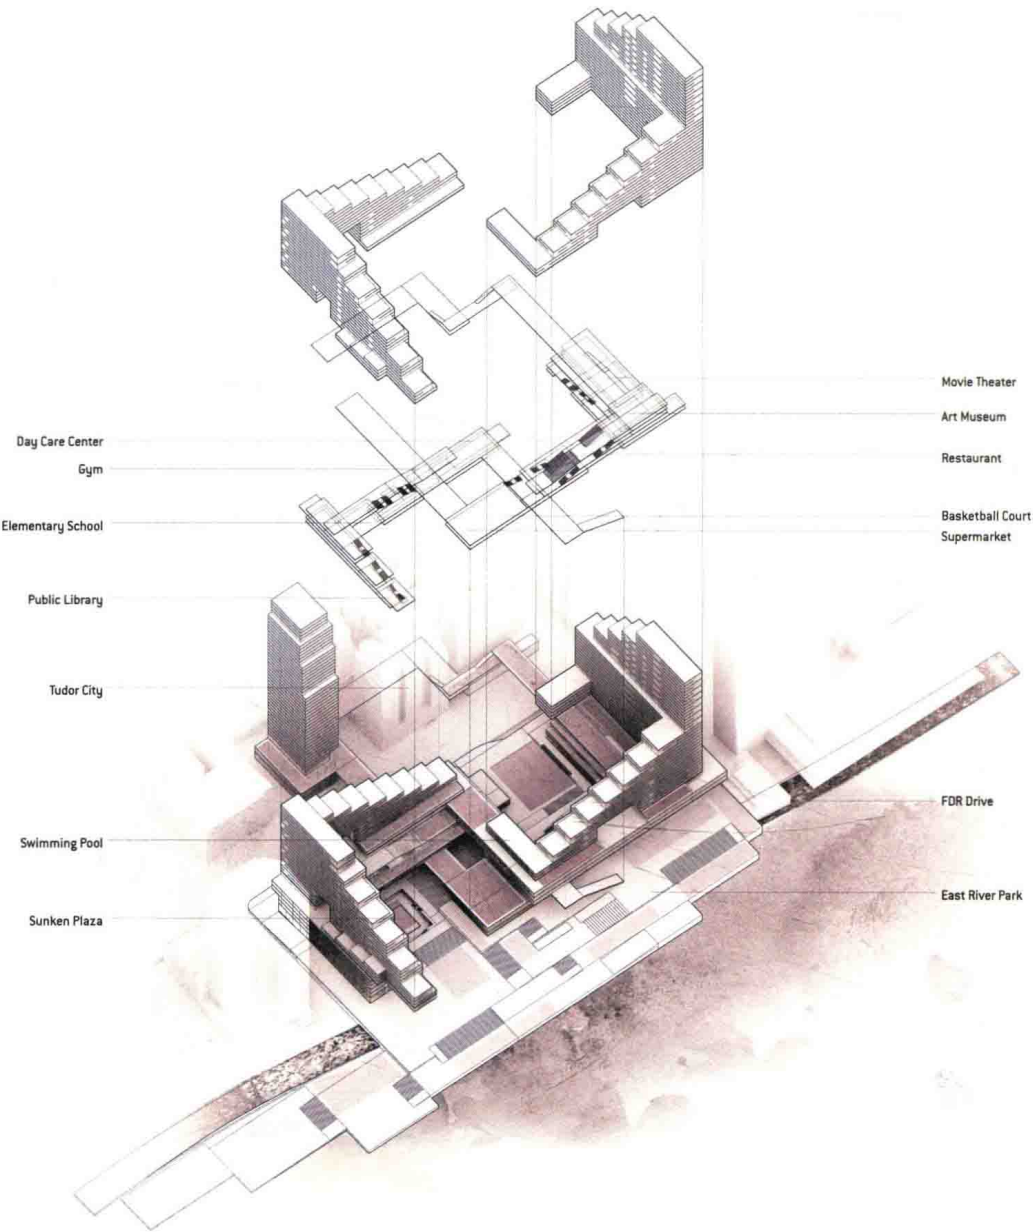 Movie Theater
Art Museum
Day Care Center
Restaurant
Gym
Elementary School
Basketball Court
Supermarket
Public Library
Tudor City
FDR Drive
Swimming Pool
East River Park
Sunken Plaza